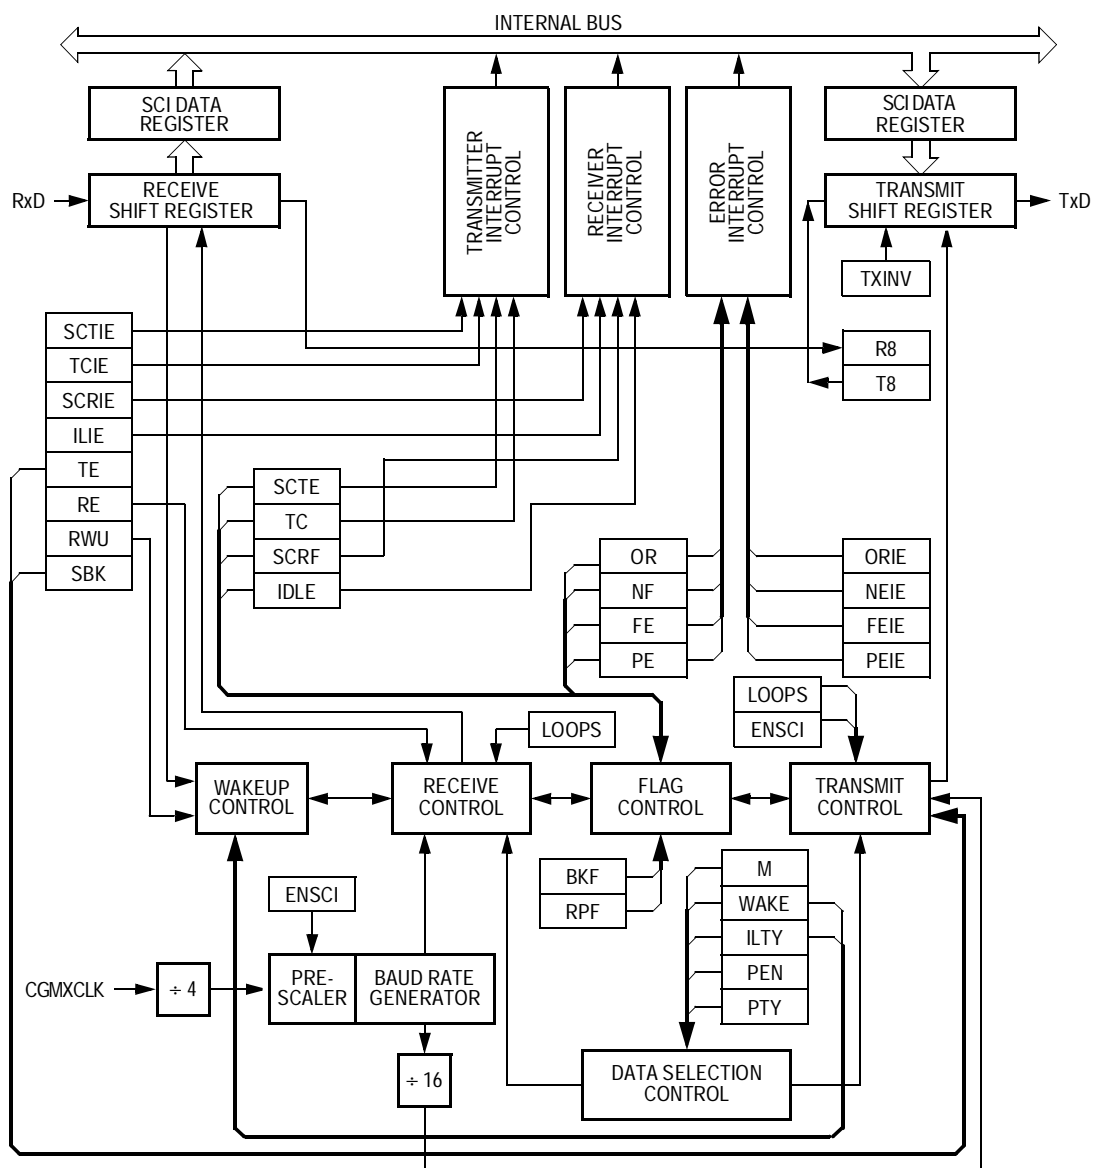 INTERNAL BUS
SCI DATA
REGISTER
RECEIVE
SHIFT REGISTER
RxD
TRANSMITTER
INTERRUPT
CONTROL
RECEIVER
INTERRUPT
CONTROL
ERROR
INTERRUPT
CONTROL
SCI DATA
REGISTER
TRANSMIT
SHIFT REGISTER
TxD
TXINV
R8
T8
SCTIE
TCIE
SCRIE
ILIE
TE
RE
RWU
SBK
SCTE
TC
SCRF
IDLE
OR
NF
FE
PE
ORIE
NEIE
FEIE
PEIE
LOOPS
ENSCI
LOOPS
WAKEUP
CONTROL
RECEIVE
CONTROL
FLAG
CONTROL
TRANSMIT
CONTROL
BKF
RPF
M
WAKE
ILTY
PEN
PTY
ENSCI
CGMXCLK
÷ 4
PRE-
SCALER
BAUD RATE
GENERATOR
÷ 16
DATA SELECTION
CONTROL